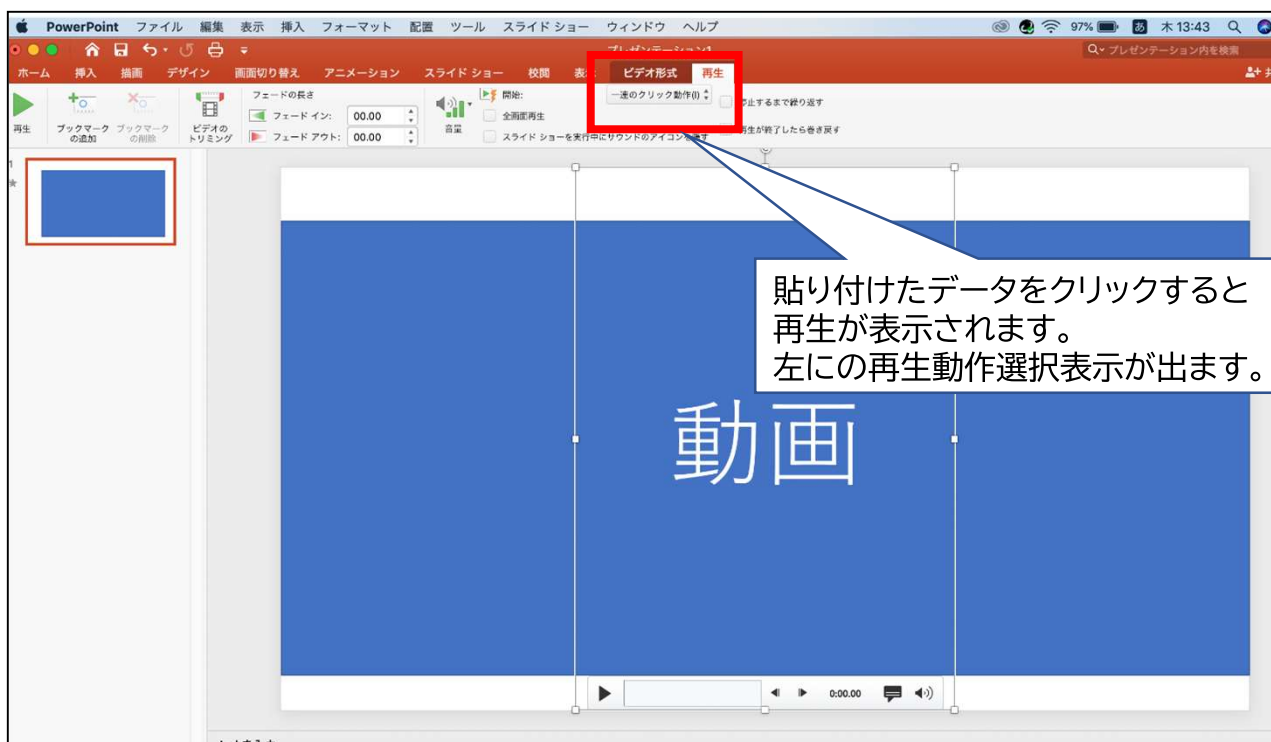 PowerPoint ファイル 編集 表示 挿入 フォーマット 配置 ツール スライド ショー ウィンドウ ヘルプ 97% あ 木 13:43
プレゼンテーション内を検索
ホーム 挿入 描画 デザイン 画面切り替え アニメーション スライド ショー 校閲 ビデオ形式 再生
再生
ブックマークの追加
ブックマークの削除
ビデオの
トリミング
フェードの長さ
フェード イン: 00.00
フェード アウト: 00.00
音量
開始: 一連のクリック動作(I)
全画面再生
スライド ショーを実行中にサウンドのアイコンを
止するまで繰り返す
再生が終了したら巻き戻す
1
貼り付けたデータをクリックすると
再生が表示されます。
左にの再生動作選択表示が出ます。
動画
0:00.00